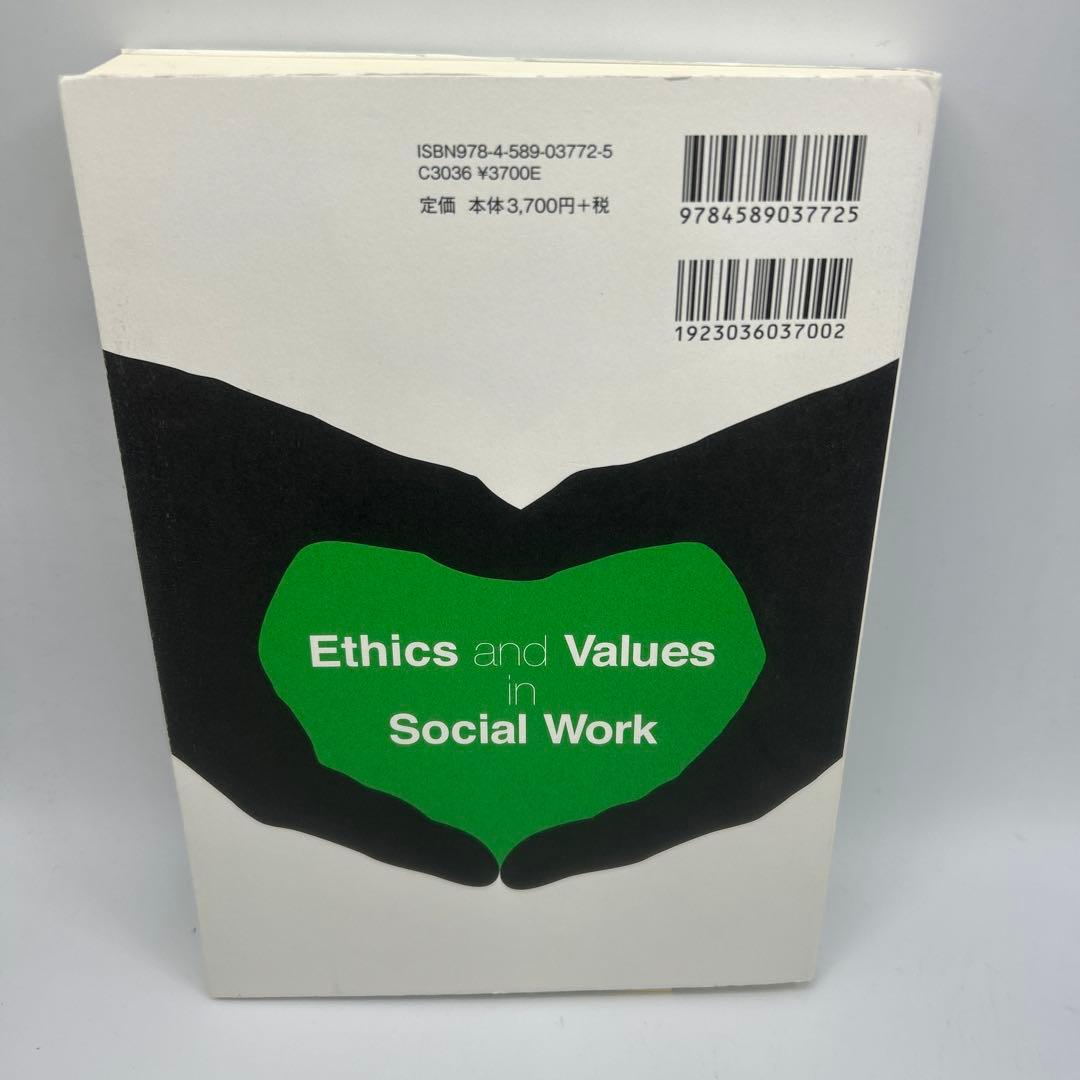 ISBN978-4-589-03772-5
C3036 ¥3700E
定価 本体3,700円+税
9784589037725
1923036037002
Ethics and Values
in
Social Work